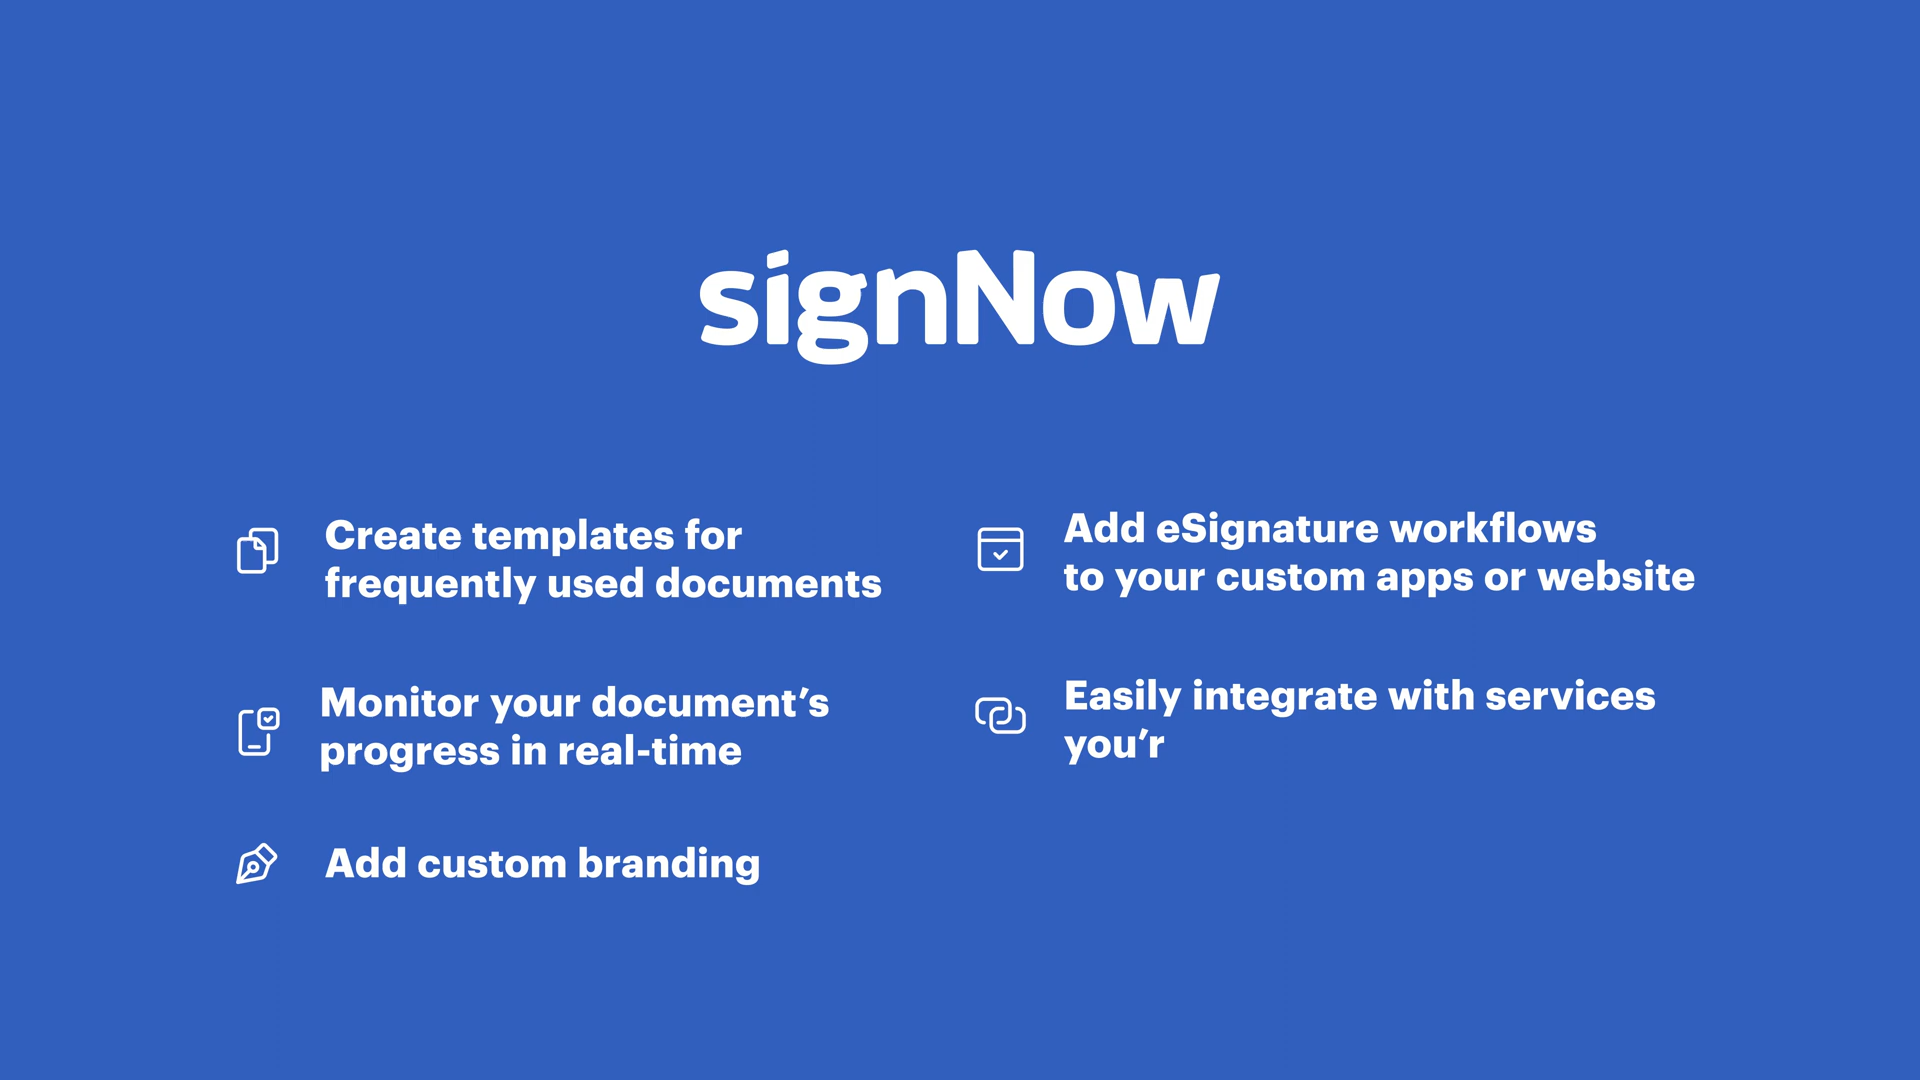 signNow
Create templates for
frequently used documents
Monitor your document’s
progress in real-time
Add custom branding
Add eSignature workflows
to your custom apps or website
Easily integrate with services
you’r